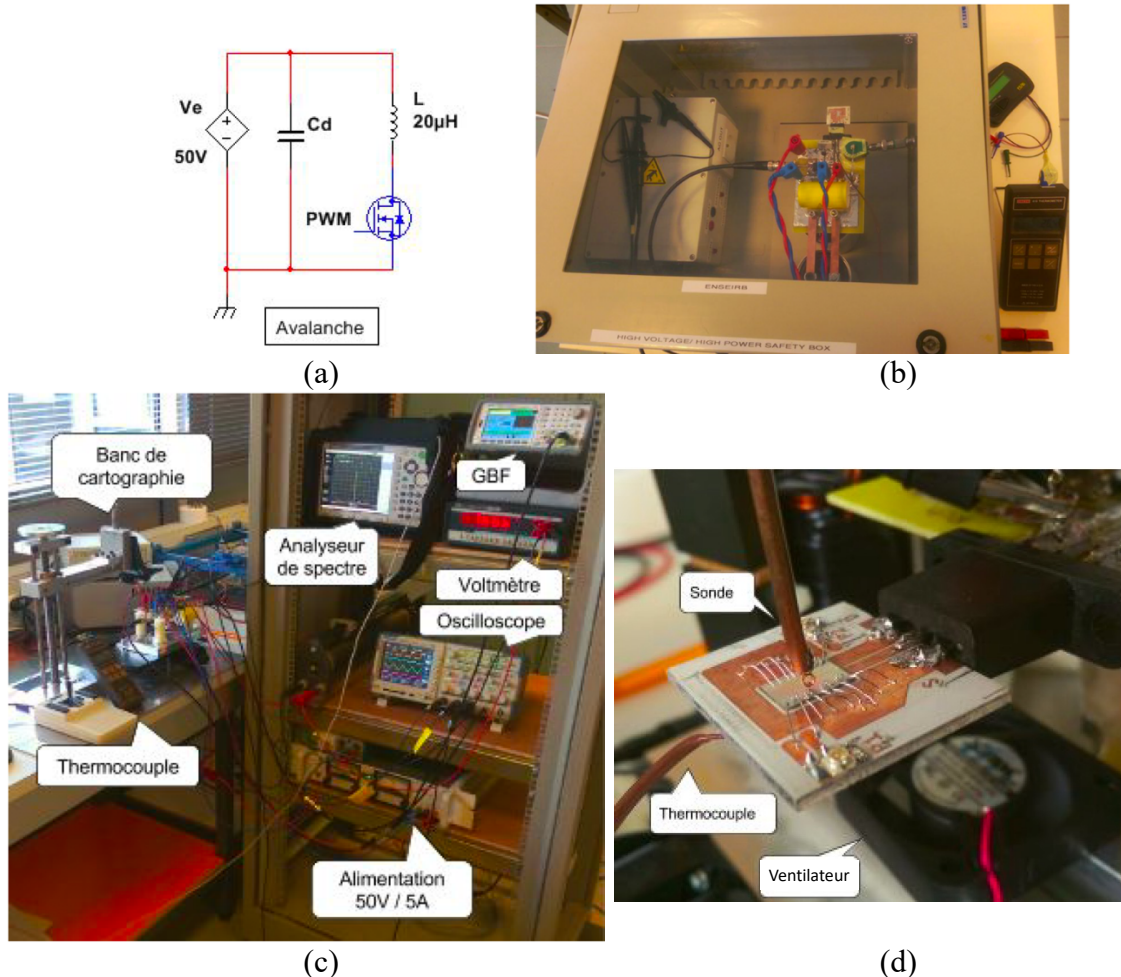 Ve
50V
Cd
L
20µH
PWM
Avalanche
(a)
ENSEIRB
HIGH VOLTAGE/ HIGH POWER SAFETY BOX
(b)
Banc de
cartographie
GBF
Analyseur
de spectre
Voltmètre
Oscilloscope
Thermocouple
Alimentation
50V / 5A
(c)
Sonde
Thermocouple
Ventilateur
(d)